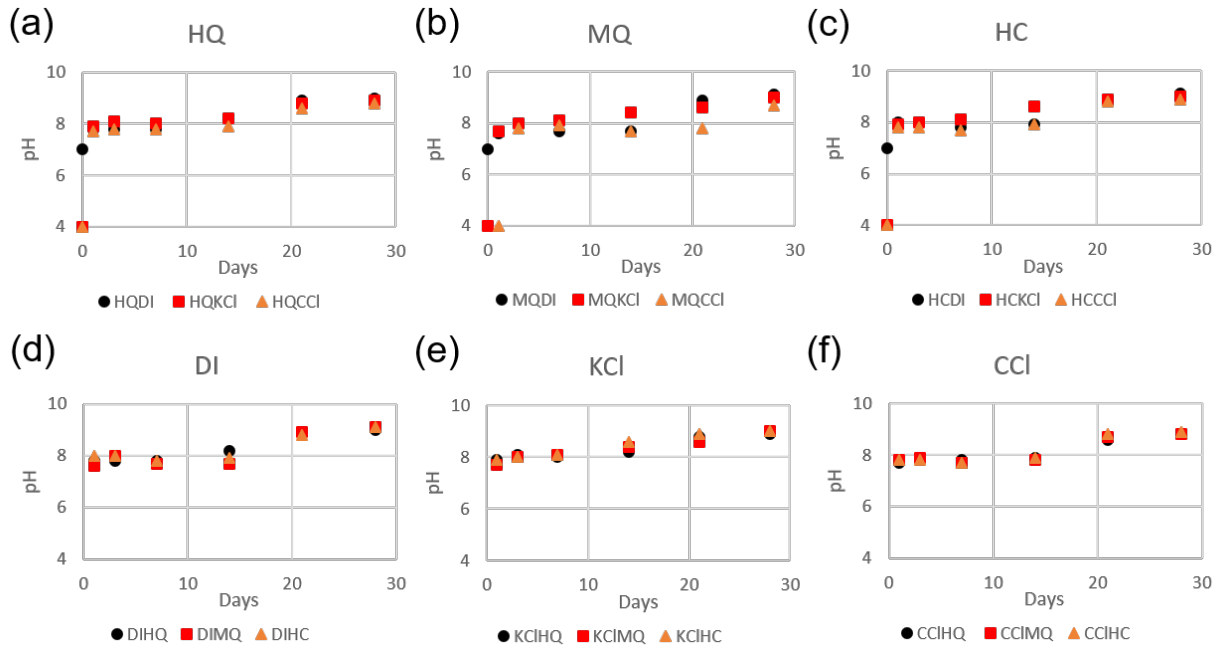 (a) (b) (c)
HQ MQ HC
10 10 10
8 8 8
pH pH pH
6 6 6
4 4 4
0 10 20 30 0 10 20 30 0 10 20 30
Days Days Days
HQDI HQKCl HQCCl MQDI MQKCl MQCCl HCDI HCKCl HCCCl
(d) (e) (f)
DI KCl CCl
10 10 10
8 8 8
pH pH pH
6 6 6
4 4 4
0 10 20 30 0 10 20 30 0 10 20 30
Days Days Days
DIHQ DIMQ DIHC KClHQ KClMQ KClHC CClHQ CClMQ CClHC